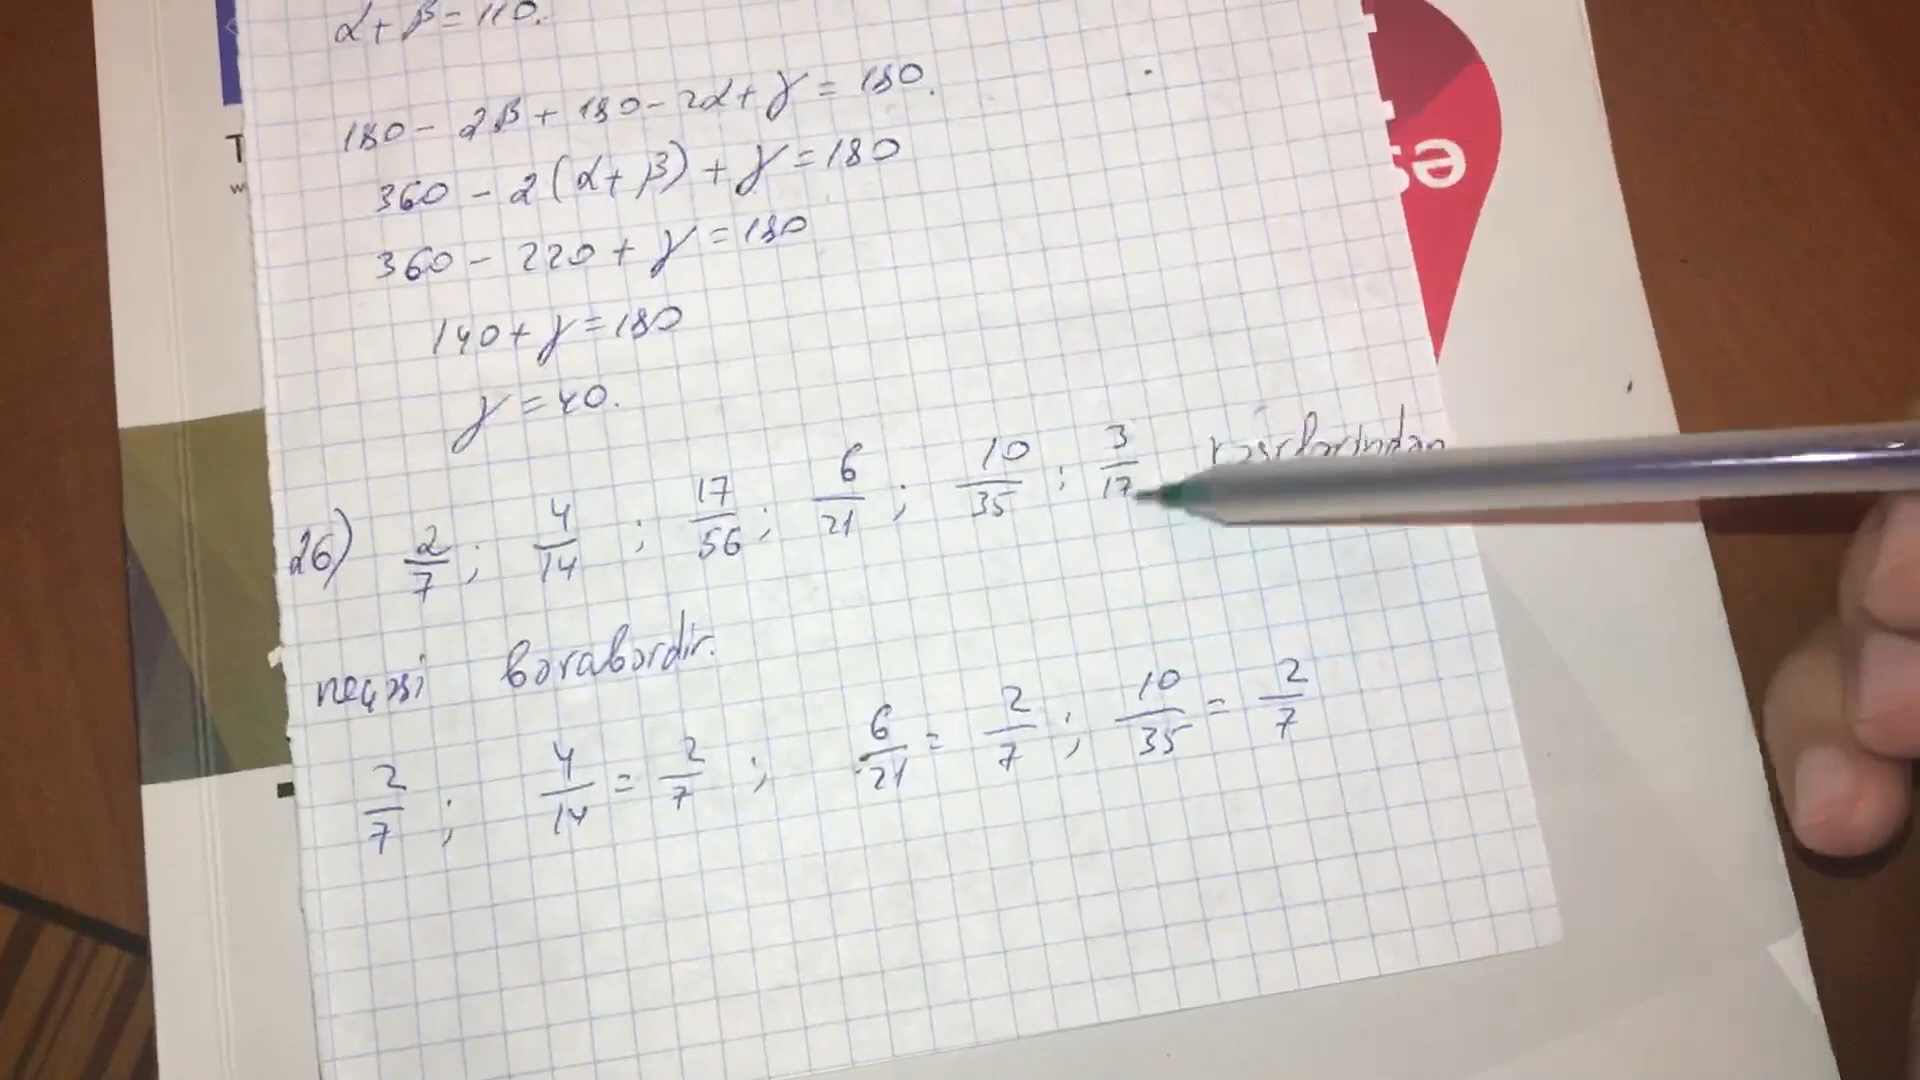 α + β = 110.
180 - 2β + 180 - 2α + γ = 180.
360 - 2(α + β) + γ = 180
360 - 220 + γ = 180
140 + γ = 180
γ = 40.
26) 2/7 ; 4/14 ; 17/56 ; 6/21 ; 10/35 ; 3/17 kəsrlərindən
neçəsi bərabərdir.
2/7 ; 4/14 = 2/7 ; 6/21 = 2/7 ; 10/35 = 2/7